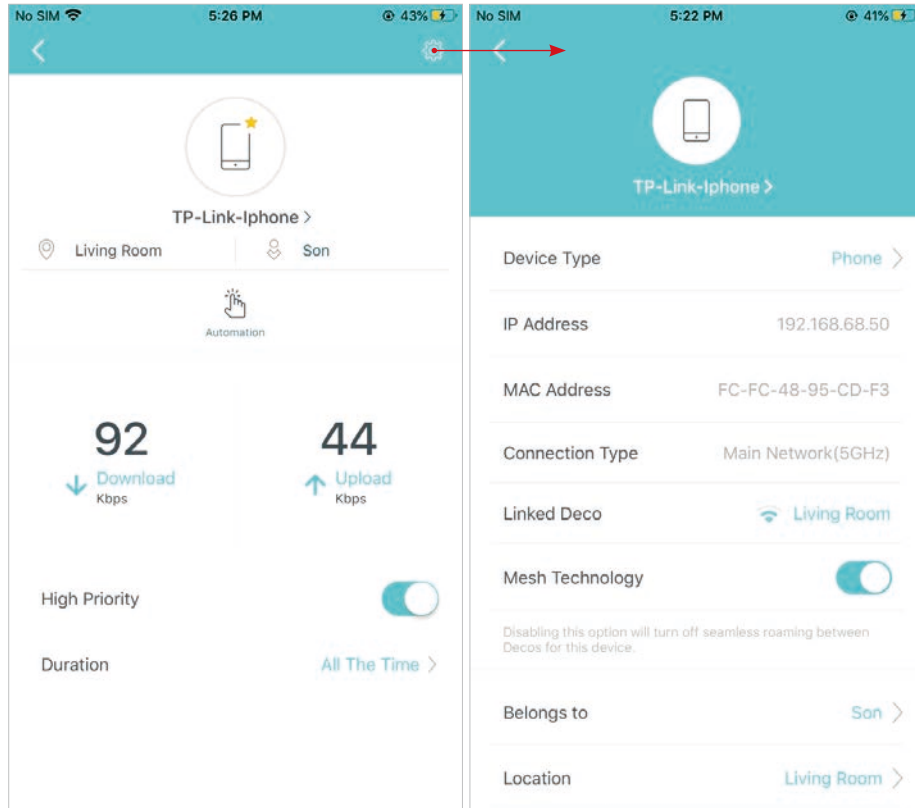 No SIM 5:26 PM 43%
TP-Link-Iphone >
Living Room Son
Automation
92 44
Download Upload
Kbps Kbps
High Priority
Duration All The Time >
No SIM 5:22 PM 41%
TP-Link-Iphone >
Device Type Phone >
IP Address 192.168.68.50
MAC Address FC-FC-48-95-CD-F3
Connection Type Main Network(5GHz)
Linked Deco Living Room
Mesh Technology
Disabling this option will turn off seamless roaming between
Decos for this device.
Belongs to Son >
Location Living Room >